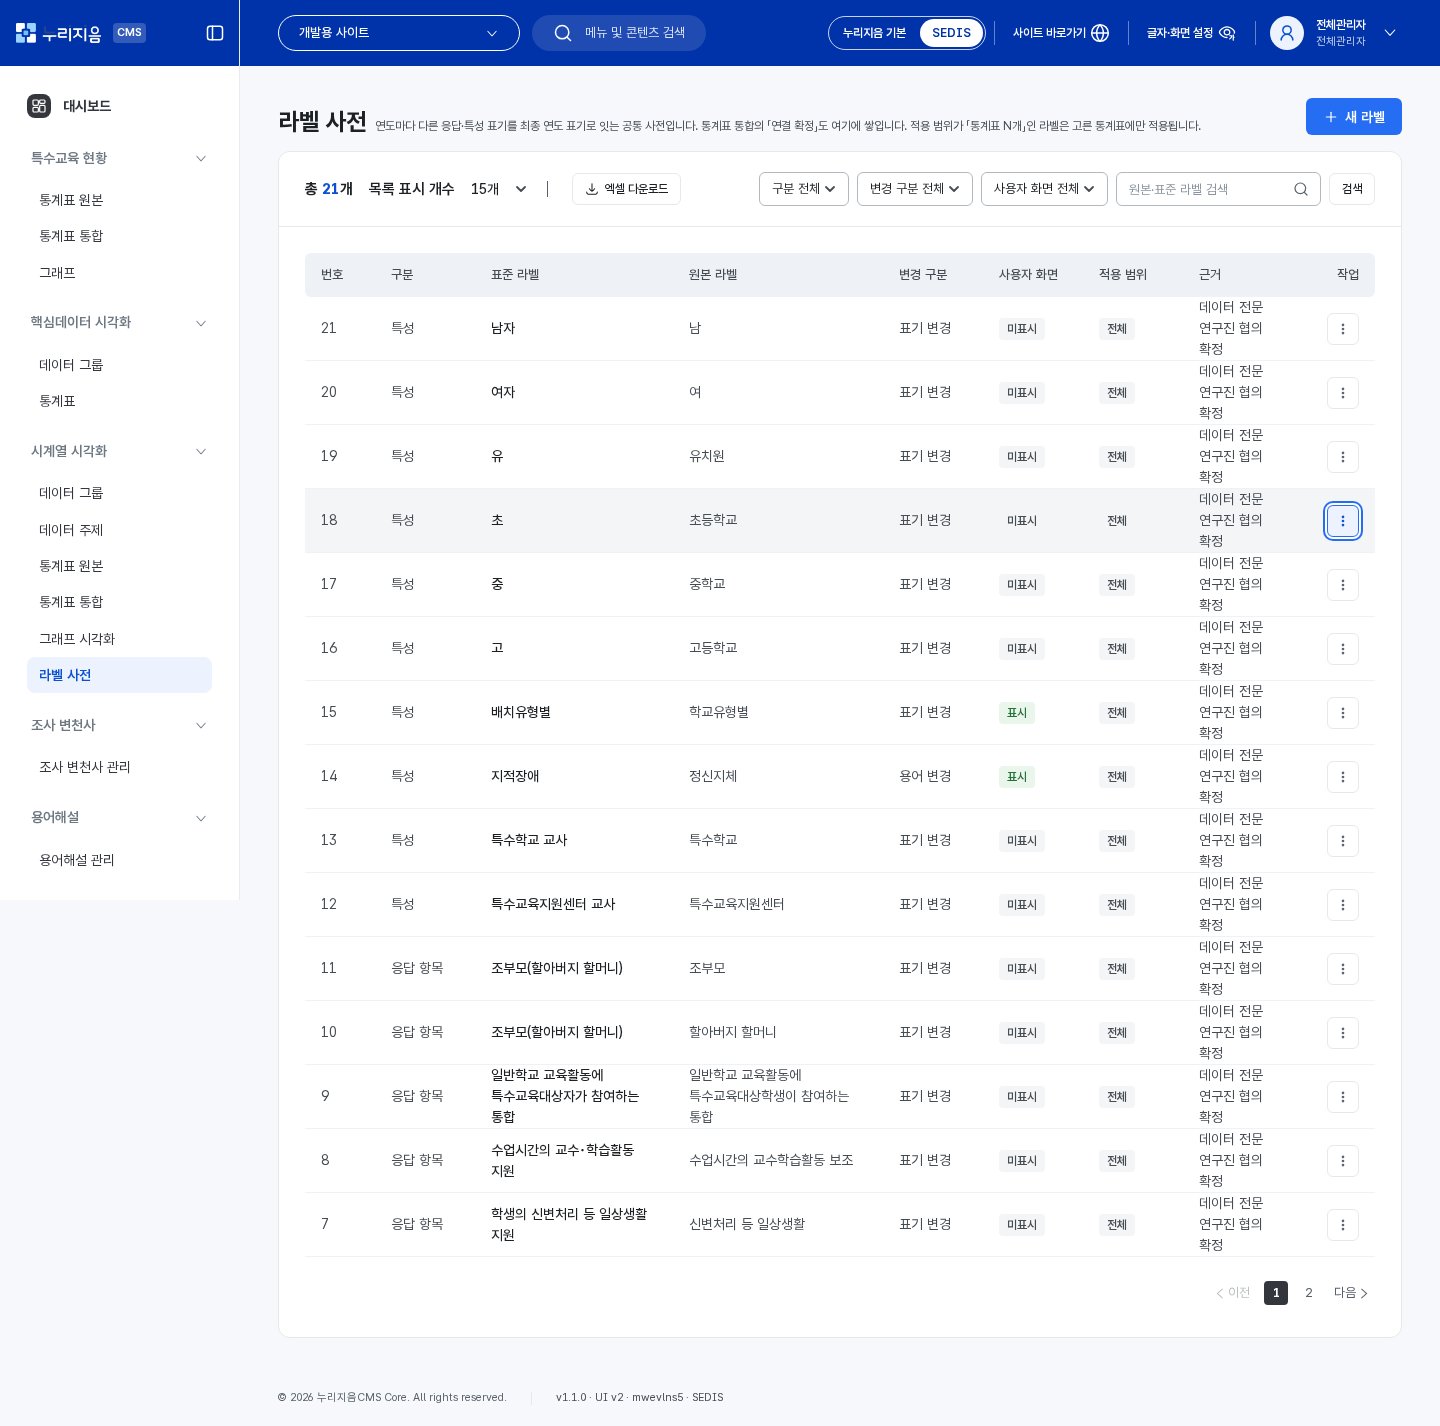 누리지음 CMS
개발용 사이트
메뉴 및 콘텐츠 검색
누리지음 기본 SEDIS
사이트 바로가기
글자·화면 설정
전체관리자
전체관리자
대시보드
특수교육 현황
통계표 원본
통계표 통합
그래프
핵심데이터 시각화
데이터 그룹
통계표
시계열 시각화
데이터 그룹
데이터 주제
통계표 원본
통계표 통합
그래프 시각화
라벨 사전
조사 변천사
조사 변천사 관리
용어해설
용어해설 관리
라벨 사전 연도마다 다른 응답·특성 표기를 최종 연도 표기로 잇는 공통 사전입니다. 통계표 통합의 「연결 확정」도 여기에 쌓입니다. 적용 범위가 「통계표 N개」인 라벨은 고른 통계표에만 적용됩니다.
새 라벨
총 21개 목록 표시 개수 15개 엑셀 다운로드 구분 전체 변경 구분 전체 사용자 화면 전체 원본·표준 라벨 검색 검색
번호 구분 표준 라벨 원본 라벨 변경 구분 사용자 화면 적용 범위 근거 작업
21 특성 남자 남 표기 변경 미표시 전체 데이터 전문
연구진 협의
확정
20 특성 여자 여 표기 변경 미표시 전체 데이터 전문
연구진 협의
확정
19 특성 유 유치원 표기 변경 미표시 전체 데이터 전문
연구진 협의
확정
18 특성 초 초등학교 표기 변경 미표시 전체 데이터 전문
연구진 협의
확정
17 특성 중 중학교 표기 변경 미표시 전체 데이터 전문
연구진 협의
확정
16 특성 고 고등학교 표기 변경 미표시 전체 데이터 전문
연구진 협의
확정
15 특성 배치유형별 학교유형별 표기 변경 표시 전체 데이터 전문
연구진 협의
확정
14 특성 지적장애 정신지체 용어 변경 표시 전체 데이터 전문
연구진 협의
확정
13 특성 특수학교 교사 특수학교 표기 변경 미표시 전체 데이터 전문
연구진 협의
확정
12 특성 특수교육지원센터 교사 특수교육지원센터 표기 변경 미표시 전체 데이터 전문
연구진 협의
확정
11 응답 항목 조부모(할아버지 할머니) 조부모 표기 변경 미표시 전체 데이터 전문
연구진 협의
확정
10 응답 항목 조부모(할아버지 할머니) 할아버지 할머니 표기 변경 미표시 전체 데이터 전문
연구진 협의
확정
9 응답 항목 일반학교 교육활동에
특수교육대상자가 참여하는
통합 일반학교 교육활동에
특수교육대상학생이 참여하는
통합 표기 변경 미표시 전체 데이터 전문
연구진 협의
확정
8 응답 항목 수업시간의 교수·학습활동
지원 수업시간의 교수학습활동 보조 표기 변경 미표시 전체 데이터 전문
연구진 협의
확정
7 응답 항목 학생의 신변처리 등 일상생활
지원 신변처리 등 일상생활 표기 변경 미표시 전체 데이터 전문
연구진 협의
확정
이전 1 2 다음
© 2026 누리지음CMS Core. All rights reserved. v1.1.0 · UI v2 · mwevlns5 · SEDIS